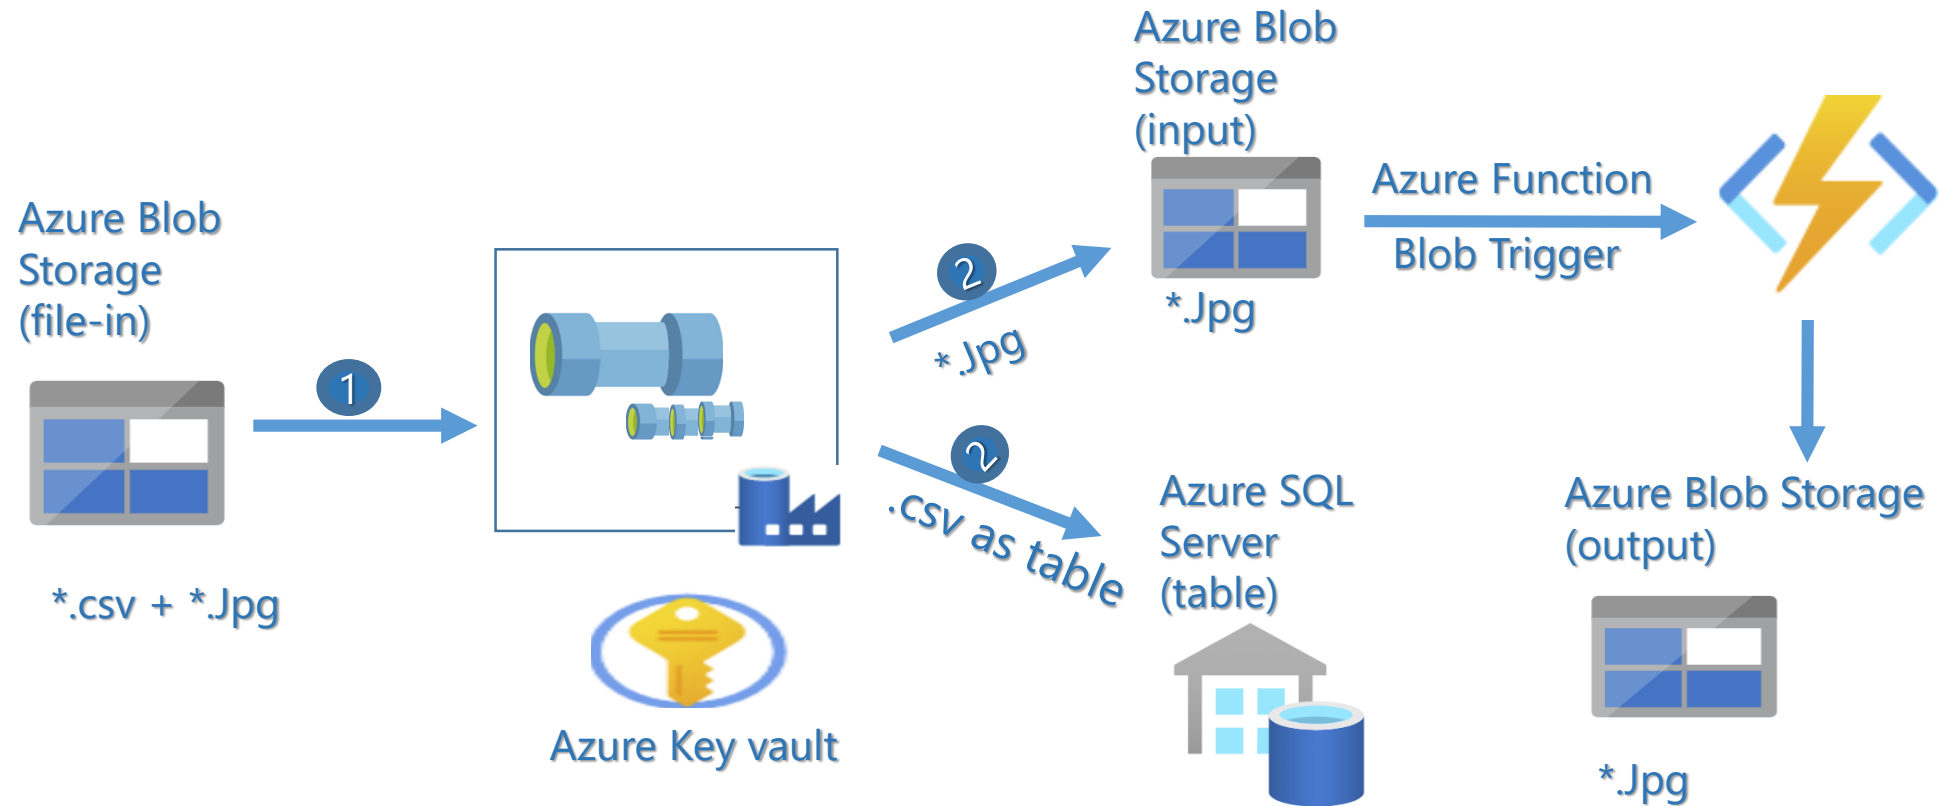 Azure Blob
Storage
(file-in)
*.csv + *.Jpg
1
Azure Key vault
2
*.Jpg
2
.csv as table
Azure Blob
Storage
(input)
*.Jpg
Azure SQL
Server
(table)
Azure Function
Blob Trigger
Azure Blob Storage
(output)
*.Jpg